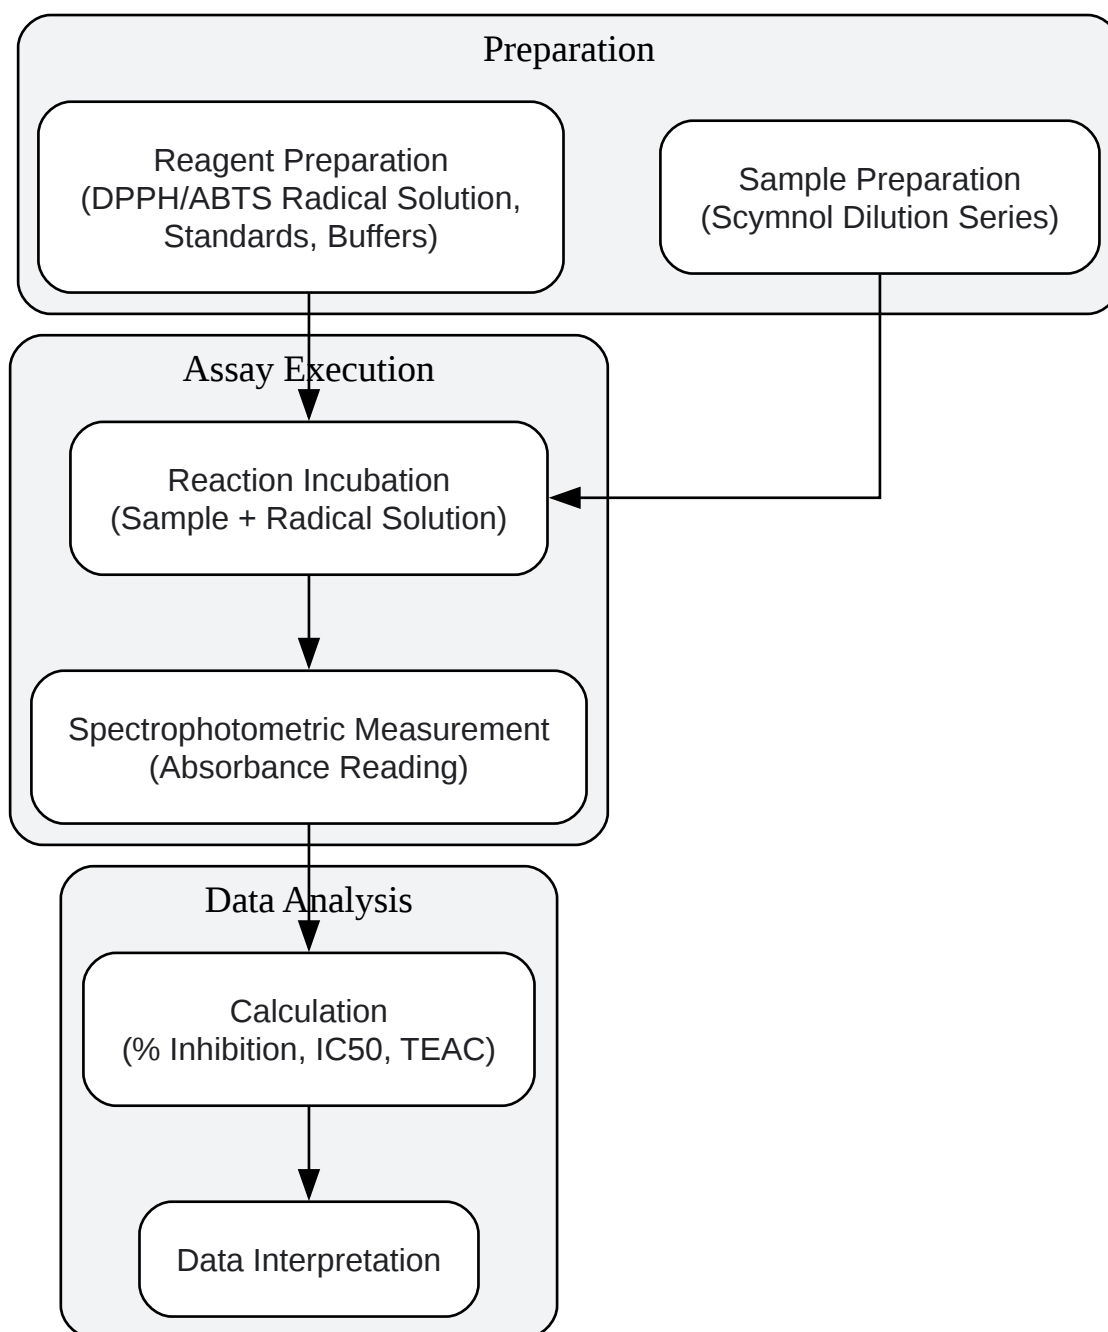 Preparation
Reagent Preparation
(DPPH/ABTS Radical Solution,
Standards, Buffers)
Sample Preparation
(Scymnol Dilution Series)
Assay Execution
Reaction Incubation
(Sample + Radical Solution)
Spectrophotometric Measurement
(Absorbance Reading)
Data Analysis
Calculation
(% Inhibition, IC50, TEAC)
Data Interpretation